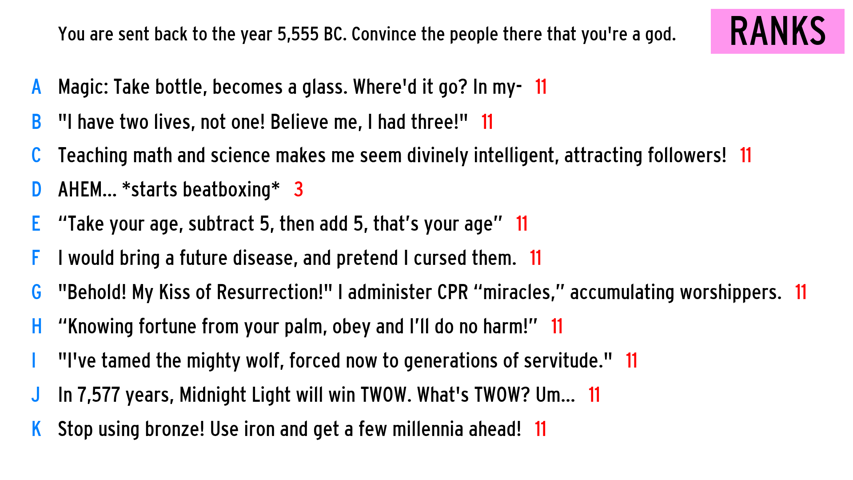 You are sent back to the year 5,555 BC. Convince the people there that you're a god.
RANKS
A Magic: Take bottle, becomes a glass. Where'd it go? In my- 11
B "I have two lives, not one! Believe me, I had three!" 11
C Teaching math and science makes me seem divinely intelligent, attracting followers! 11
D AHEM... *starts beatboxing* 3
E “Take your age, subtract 5, then add 5, that’s your age” 11
F I would bring a future disease, and pretend I cursed them. 11
G "Behold! My Kiss of Resurrection!" I administer CPR “miracles,” accumulating worshippers. 11
H “Knowing fortune from your palm, obey and I’ll do no harm!” 11
I "I've tamed the mighty wolf, forced now to generations of servitude." 11
J In 7,577 years, Midnight Light will win TWOW. What's TWOW? Um... 11
K Stop using bronze! Use iron and get a few millennia ahead! 11